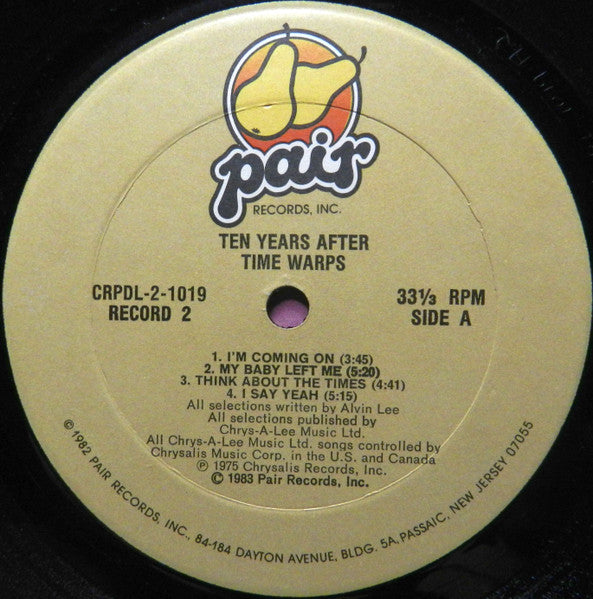 pair
RECORDS, INC.
TEN YEARS AFTER
TIME WARPS
CRPDL-2-1019
RECORD 2
33⅓ RPM
SIDE A
1. I'M COMING ON (3:45)
2. MY BABY LEFT ME (5:20)
3. THINK ABOUT THE TIMES (4:41)
4. I SAY YEAH (5:15)
All selections written by Alvin Lee
All selections published by
Chrys-A-Lee Music Ltd.
All Chrys-A-Lee Music Ltd. songs controlled by
Chrysalis Music Corp. in the U.S. and Canada
℗ 1975 Chrysalis Records, Inc.
© 1983 Pair Records, Inc.
© 1982 PAIR RECORDS, INC., 84-184 DAYTON AVENUE, BLDG. 5A, PASSAIC, NEW JERSEY 07055